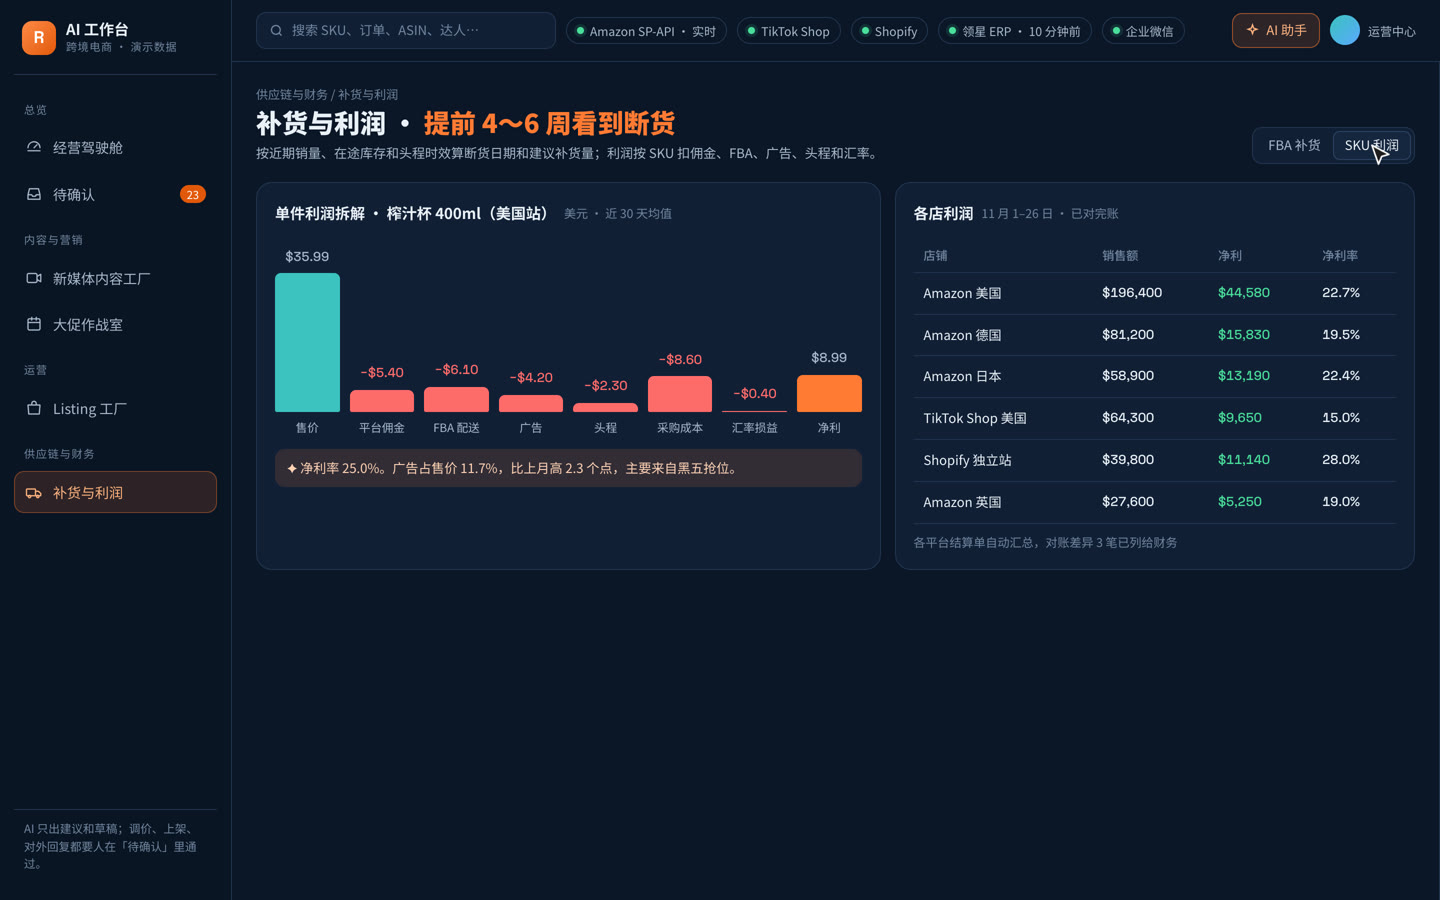 R
AI 工作台
跨境电商 · 演示数据
总览
经营驾驶舱
待确认
23
内容与营销
新媒体内容工厂
大促作战室
运营
Listing 工厂
供应链与财务
补货与利润
AI 只出建议和草稿；调价、上架、
对外回复都要人在「待确认」里通
过。
搜索 SKU、订单、ASIN、达人…
Amazon SP-API · 实时
TikTok Shop
Shopify
领星 ERP · 10 分钟前
企业微信
AI 助手
运营中心
供应链与财务 / 补货与利润
补货与利润 · 提前 4～6 周看到断货
按近期销量、在途库存和头程时效算断货日期和建议补货量；利润按 SKU 扣佣金、FBA、广告、头程和汇率。
FBA 补货
SKU 利润
单件利润拆解 · 榨汁杯 400ml（美国站） 美元 · 近 30 天均值
$35.99
−$5.40
−$6.10
−$4.20
−$2.30
−$8.60
−$0.40
$8.99
售价
平台佣金
FBA 配送
广告
头程
采购成本
汇率损益
净利
✦ 净利率 25.0%。广告占售价 11.7%，比上月高 2.3 个点，主要来自黑五抢位。
各店利润 11 月 1–26 日 · 已对完账
店铺 销售额 净利 净利率
Amazon 美国 $196,400 $44,580 22.7%
Amazon 德国 $81,200 $15,830 19.5%
Amazon 日本 $58,900 $13,190 22.4%
TikTok Shop 美国 $64,300 $9,650 15.0%
Shopify 独立站 $39,800 $11,140 28.0%
Amazon 英国 $27,600 $5,250 19.0%
各平台结算单自动汇总，对账差异 3 笔已列给财务